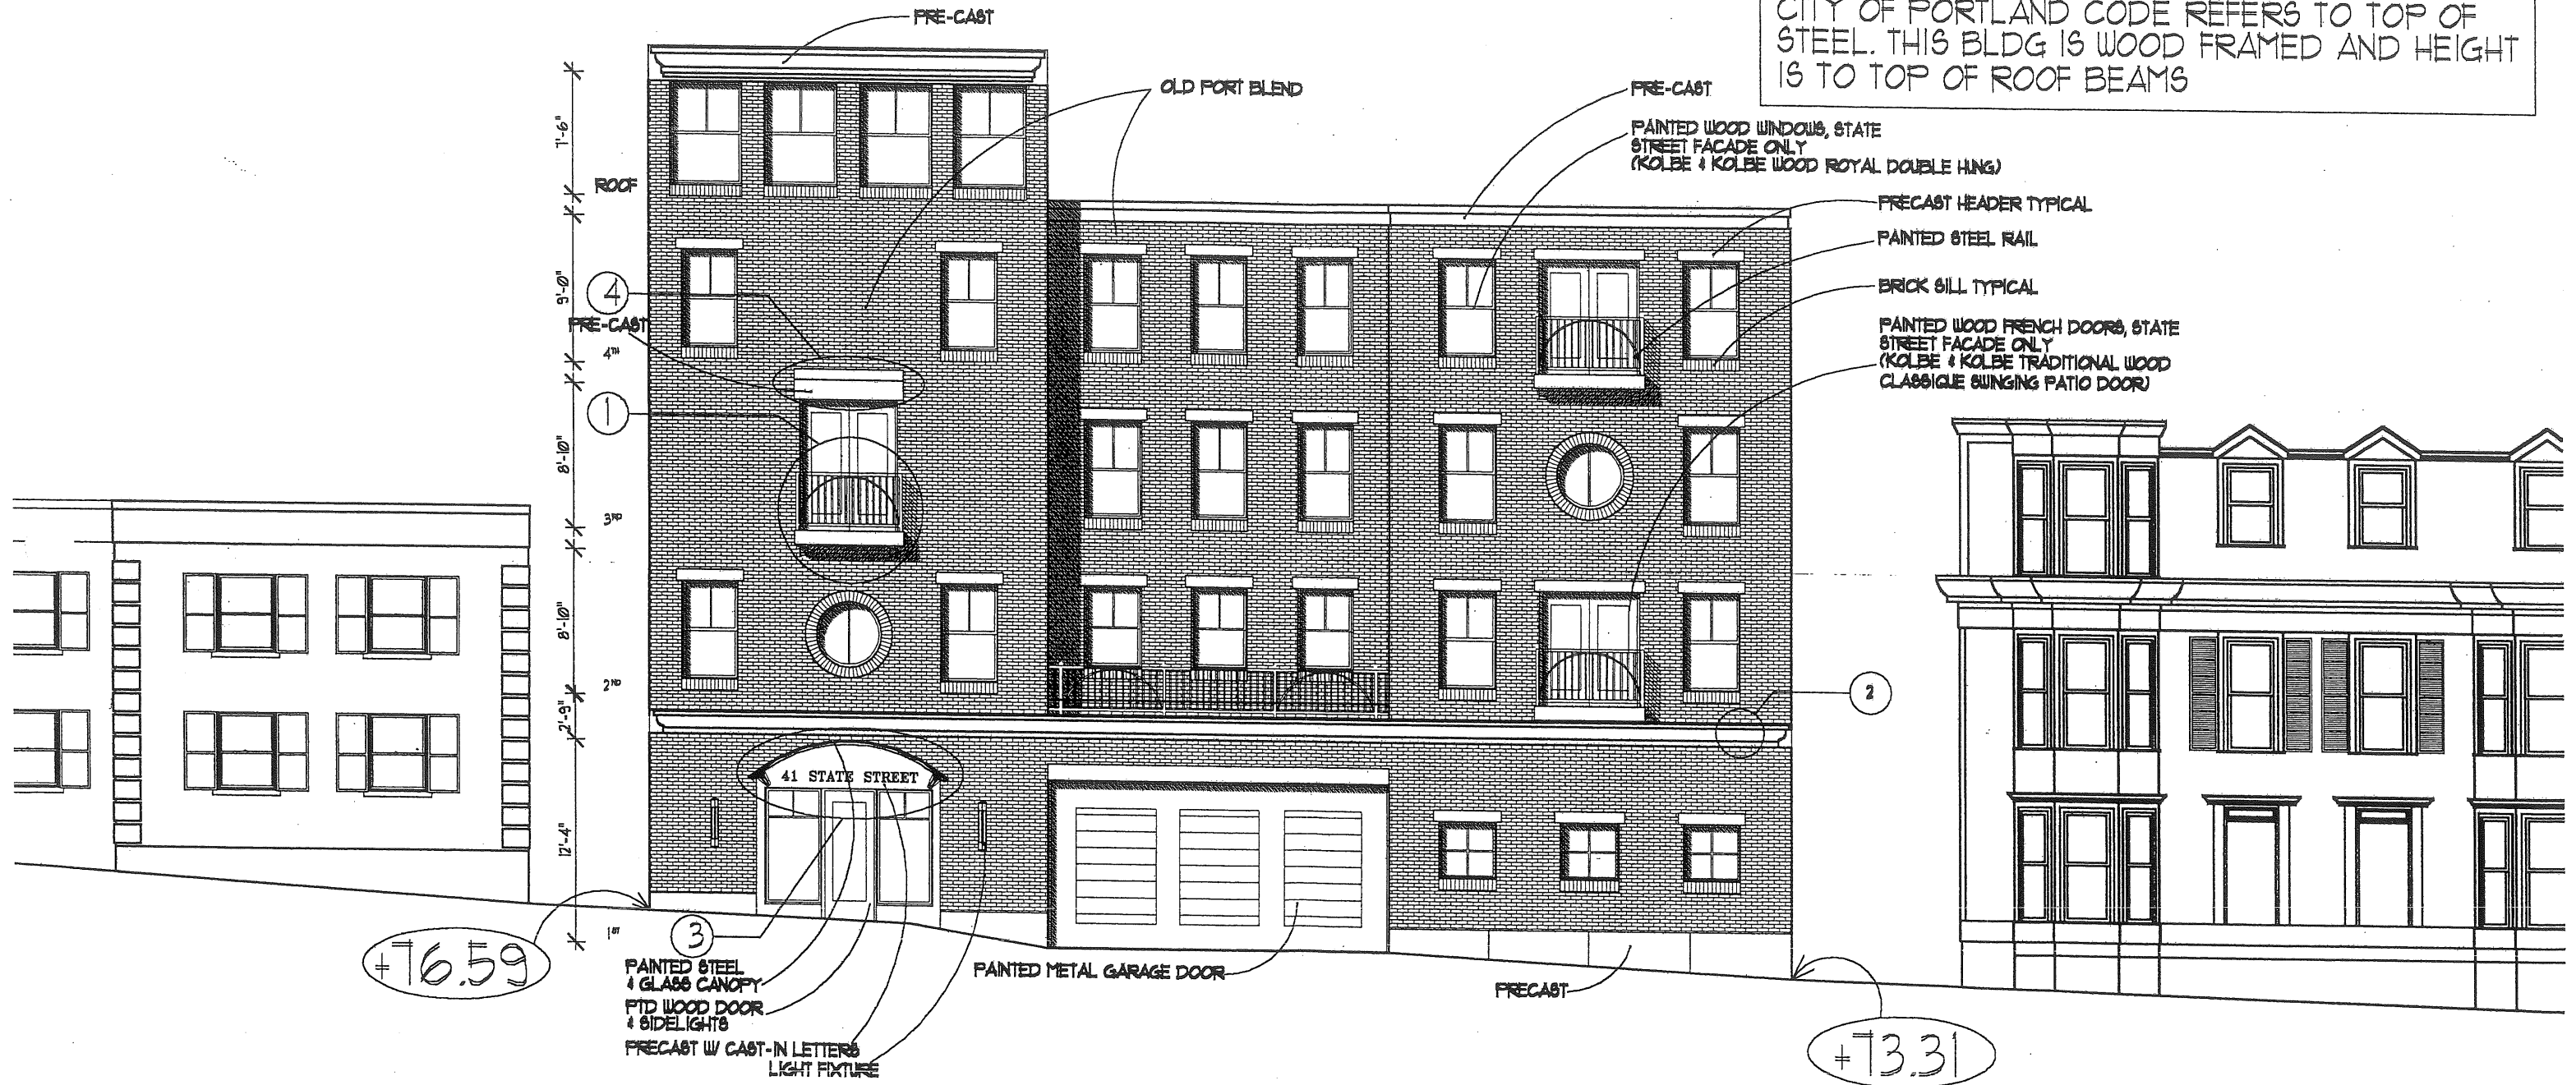 CITY OF PORTLAND CODE REFERS TO TOP OF
STEEL. THIS BLDG IS WOOD FRAMED AND HEIGHT
IS TO TOP OF ROOF BEAMS
PRE-CAST
OLD PORT BLEND
PRE-CAST
PAINTED WOOD WINDOWS, STATE
STREET FACADE ONLY
(KOLBE & KOLBE WOOD ROYAL DOUBLE HUNG)
PRECAST HEADER TYPICAL
PAINTED STEEL RAIL
BRICK SILL TYPICAL
PAINTED WOOD FRENCH DOORS, STATE
STREET FACADE ONLY
(KOLBE & KOLBE TRADITIONAL WOOD
CLASSIQUE SWINGING PATIO DOOR)
7'-6"
ROOF
9'-0"
4
PRE-CAST
4TH
1
8'-10"
3RD
8'-10"
2ND
2'-9"
2
41 STATE STREET
12'-4"
1ST
3
+76.59
PAINTED STEEL
& GLASS CANOPY
PTD WOOD DOOR
& SIDELIGHTS
PRECAST W/ CAST-IN LETTERS
LIGHT FIXTURE
PAINTED METAL GARAGE DOOR
PRECAST
+73.31